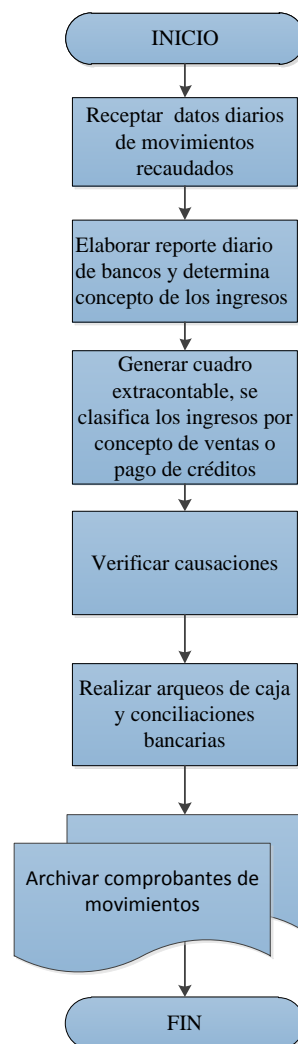 INICIO
Receptar datos diarios
de movimientos
recaudados
Elaborar reporte diario
de bancos y determina
concepto de los ingresos
Generar cuadro
extracontable, se
clasifica los ingresos por
concepto de ventas o
pago de créditos
Verificar causaciones
Realizar arqueos de caja
y conciliaciones
bancarias
Archivar comprobantes de
movimientos
FIN